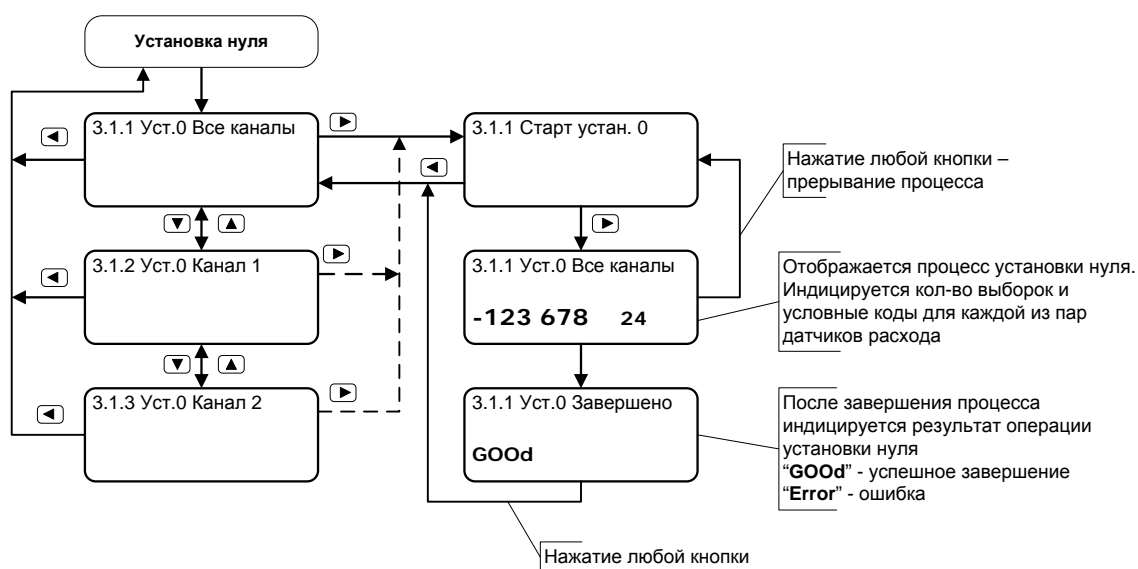 Установка нуля
3.1.1 Уст.0 Все каналы
3.1.2 Уст.0 Канал 1
3.1.3 Уст.0 Канал 2
3.1.1 Старт устан. 0
3.1.1 Уст.0 Все каналы
-123 678 24
3.1.1 Уст.0 Завершено
GOOd
Нажатие любой кнопки –
прерывание процесса
Отображается процесс установки нуля.
Индицируется кол-во выборок и
условные коды для каждой из пар
датчиков расхода
После завершения процесса
индицируется результат операции
установки нуля
“GOOd” - успешное завершение
“Error” - ошибка
Нажатие любой кнопки